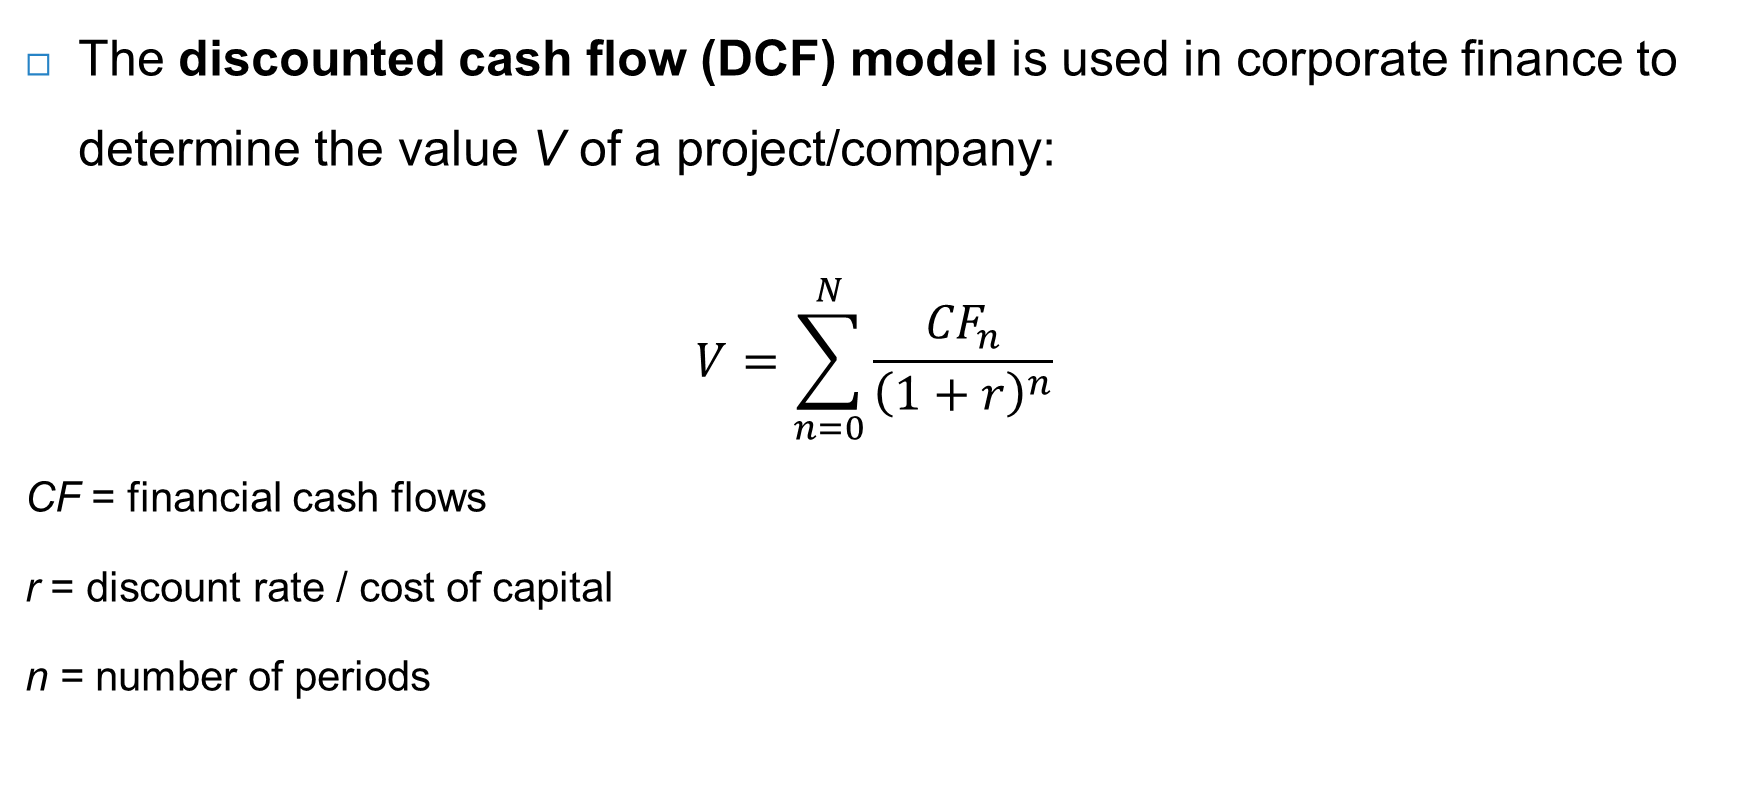 The discounted cash flow (DCF) model is used in corporate finance to
determine the value V of a project/company:
N
V = ∑ CFₙ / (1 + r)ⁿ
n=0
CF = financial cash flows
r = discount rate / cost of capital
n = number of periods